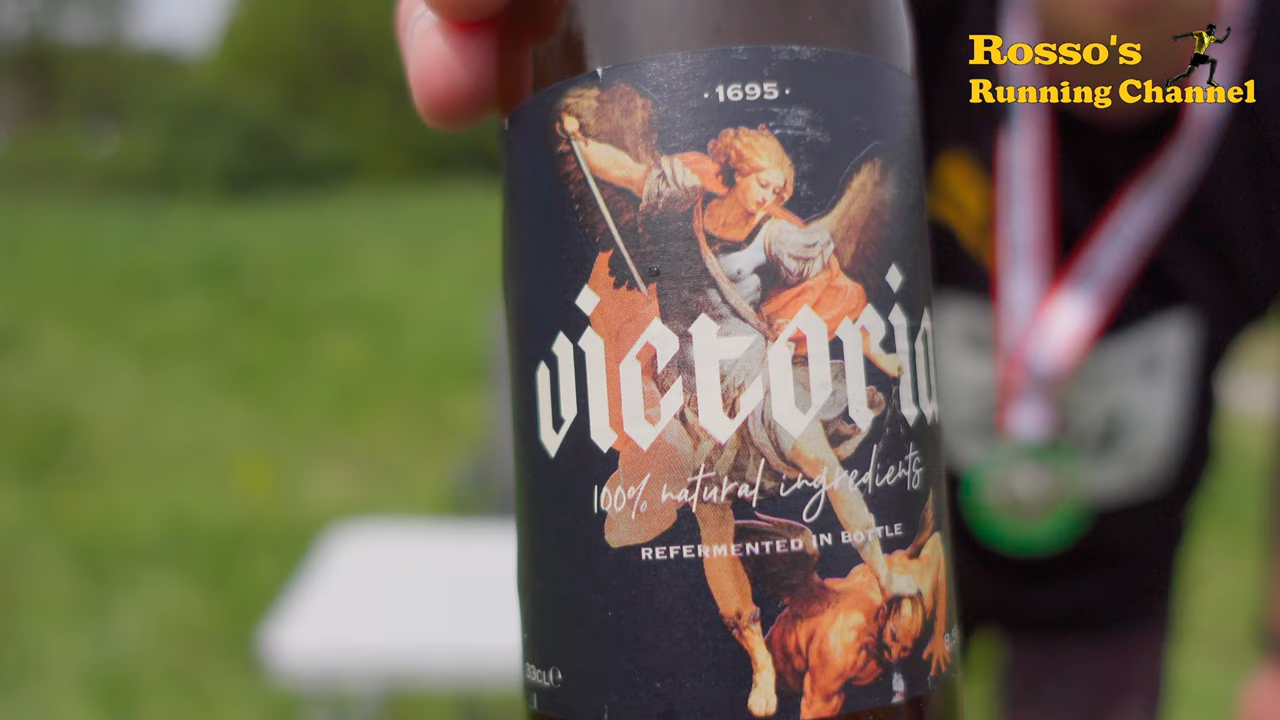 Rosso's
Running Channel
·1695·
victoria
100% natural ingredients
REFERMENTED IN BOTTLE
33CL℮